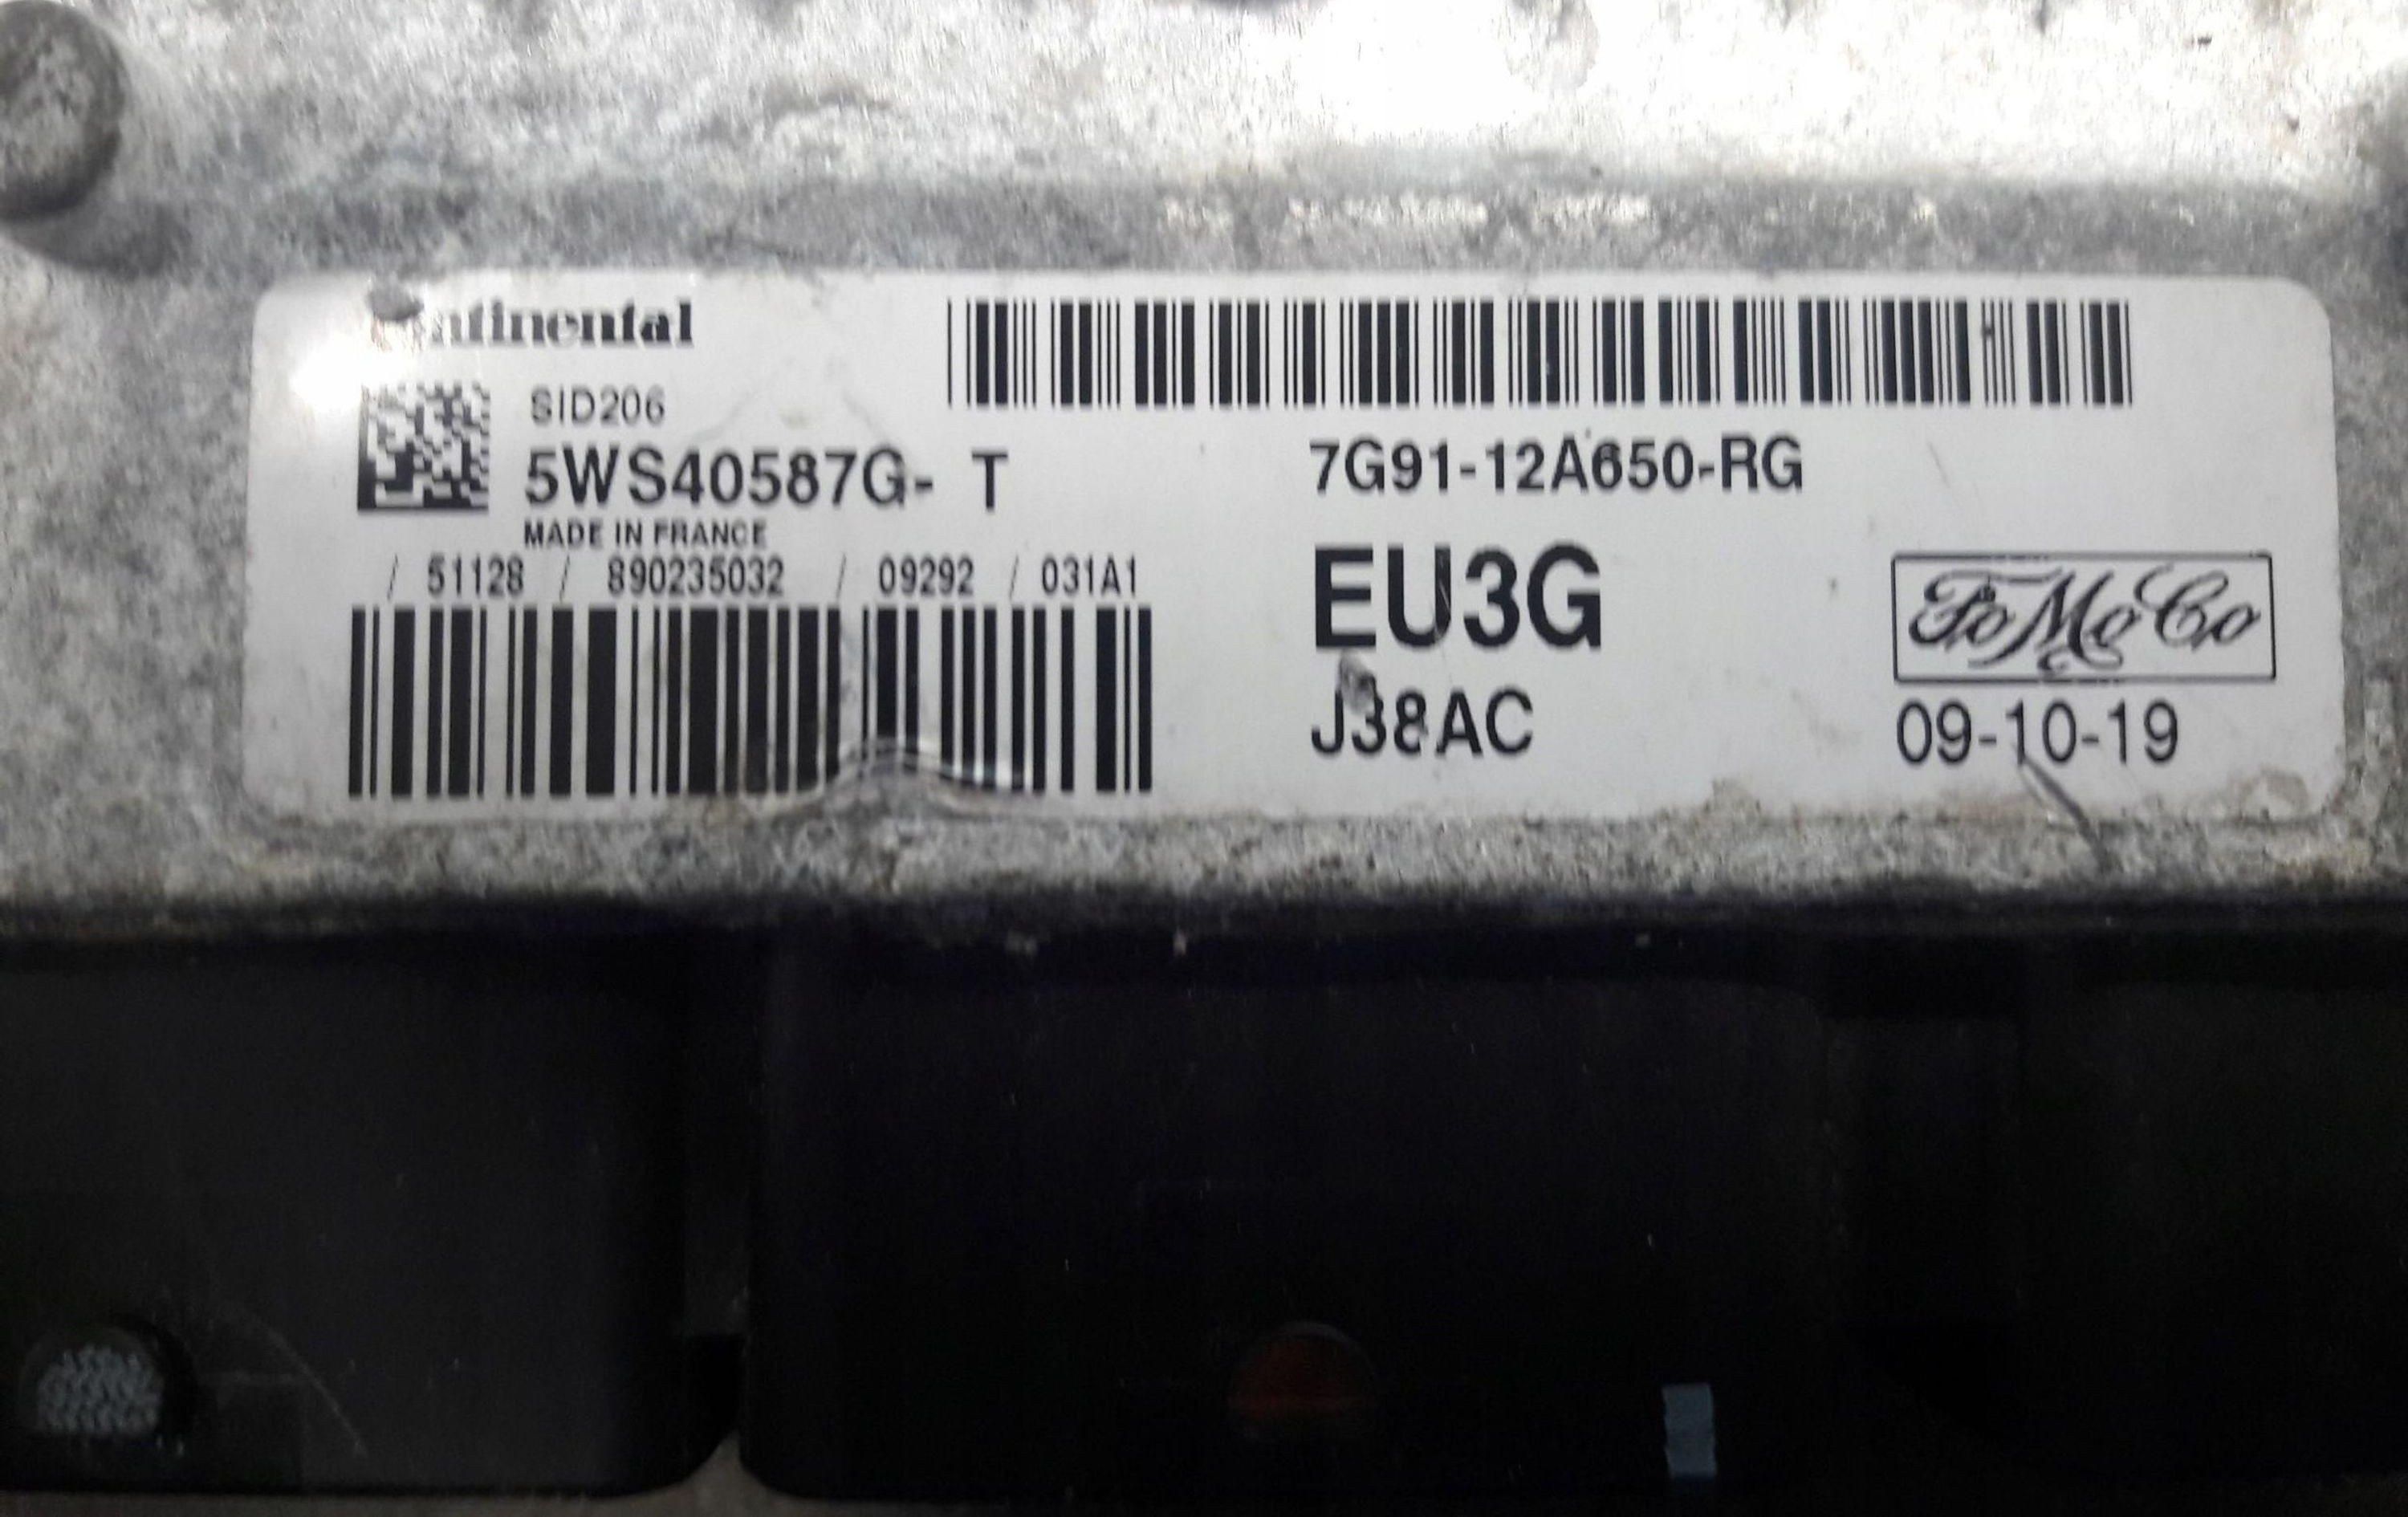 ntinental
SID206
5WS40587G- T
MADE IN FRANCE
/ 51128 / 890235032 / 09292 / 031A1
7G91-12A650-RG
EU3G
J38AC
FoMoCo
09-10-19